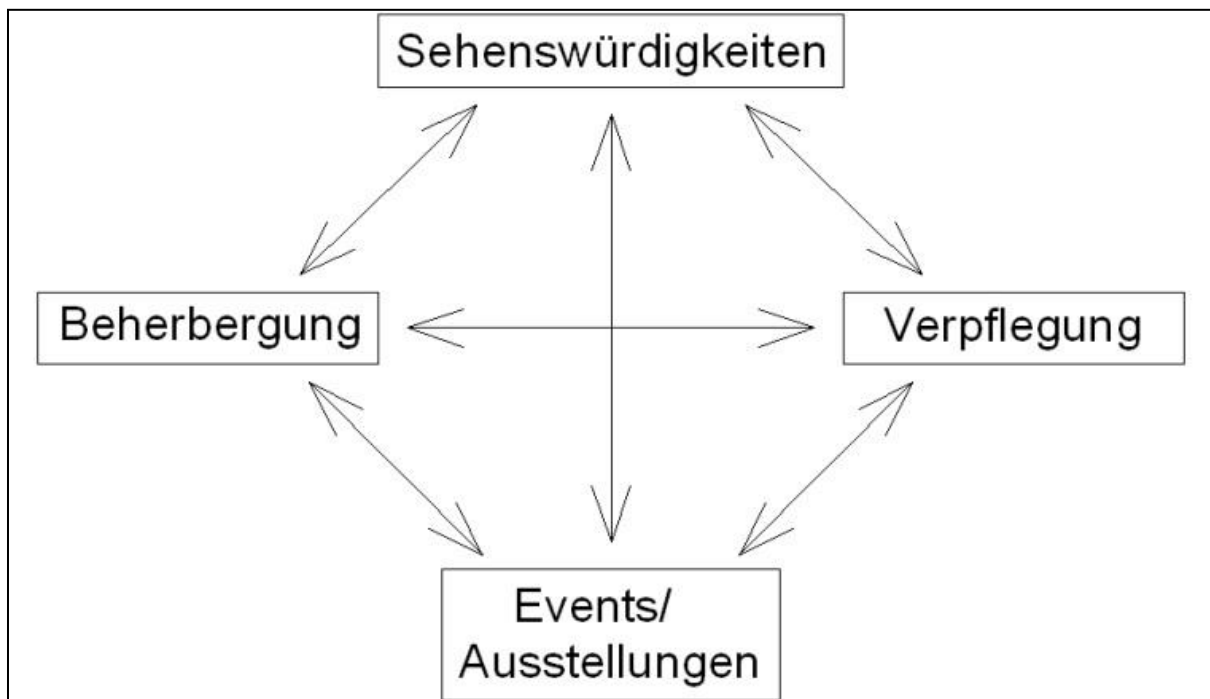 Sehenswürdigkeiten
Beherbergung
Verpflegung
Events/
Ausstellungen